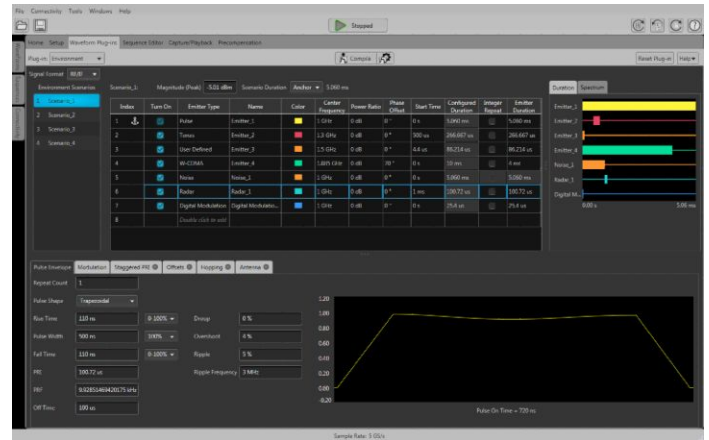 File Connectivity Tools Windows Help
Stopped
Home Setup Waveform Plug-ins Sequence Editor Capture/Playback Precompensation
Plug-in: Environment Compile Reset Plug-in Help
Signal Format RF/IF
Environment Scenarios Scenario_1: Magnitude (Peak) -5.01 dBm Scenario Duration Anchor 5.060 ms Duration Spectrum
1 Scenario_1
2 Scenario_2
3 Scenario_3
4 Scenario_4
Index Turn On Emitter Type Name Color Center Frequency Power Ratio Phase Offset Start Time Configured Duration Integer Repeat Emitter Duration
1 Pulse Emitter_1 1 GHz 0 dB 0 ° 0 s 5.060 ms 5.060 ms
2 Tones Emitter_2 1.3 GHz 0 dB 0 ° 300 us 266.667 us 266.667 us
3 User Defined Emitter_3 1.5 GHz 0 dB 0 ° 4.4 us 86.214 us 86.214 us
4 W-CDMA Emitter_4 1.805 GHz 0 dB 70 ° 0 s 10 ms 4 ms
5 Noise Noise_1 1 GHz 0 dB 0 ° 0 s 5.060 ms 5.060 ms
6 Radar Radar_1 1 GHz 0 dB 0 ° 1 ms 100.72 us 100.72 us
7 Digital Modulation Digital Modulatio... 1 GHz 0 dB 0 ° 0 s 25.6 us 25.6 us
8 Double click to add
Emitter_1
Emitter_2
Emitter_3
Emitter_4
Noise_1
Radar_1
Digital M...
0.00 s 5.06 ms
Pulse Envelope Modulation Staggered PRI Offsets Hopping Antenna
Repeat Count 1
Pulse Shape Trapezoidal
Rise Time 110 ns 0-100% Droop 8 %
Pulse Width 500 ns 100% Overshoot 4 %
Fall Time 110 ns 0-100% Ripple 5 %
PRI 100.72 us Ripple Frequency 3 MHz
PRF 9.92851469420175 kHz
Off Time 100 us
1.20
1.00
0.80
0.60
0.40
0.20
0.00
-0.20
Pulse On Time = 720 ns
Sample Rate: 5 GS/s